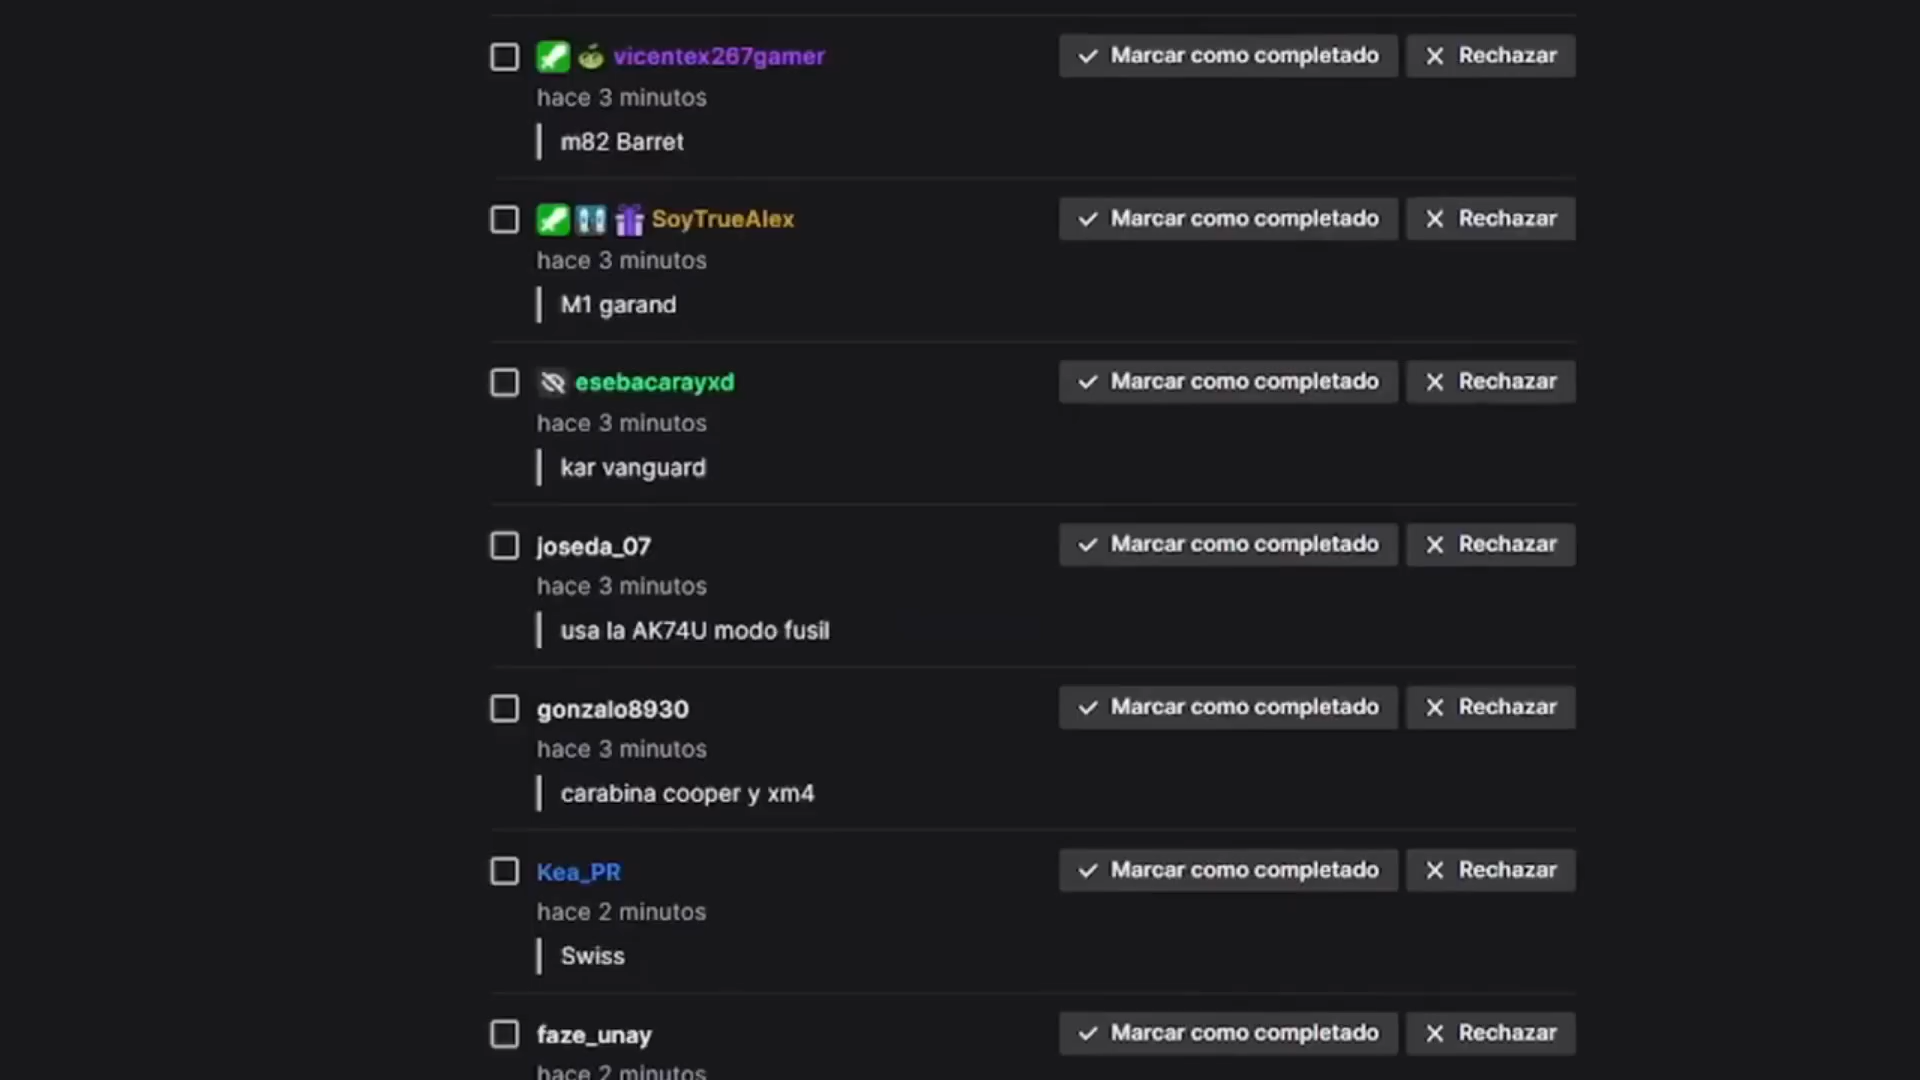 vicentex267gamer
Marcar como completado
Rechazar
hace 3 minutos
m82 Barret
SoyTrueAlex
Marcar como completado
Rechazar
hace 3 minutos
M1 garand
esebacarayxd
Marcar como completado
Rechazar
hace 3 minutos
kar vanguard
joseda_07
Marcar como completado
Rechazar
hace 3 minutos
usa la AK74U modo fusil
gonzalo8930
Marcar como completado
Rechazar
hace 3 minutos
carabina cooper y xm4
Kea_PR
Marcar como completado
Rechazar
hace 2 minutos
Swiss
faze_unay
Marcar como completado
Rechazar
hace 2 minutos